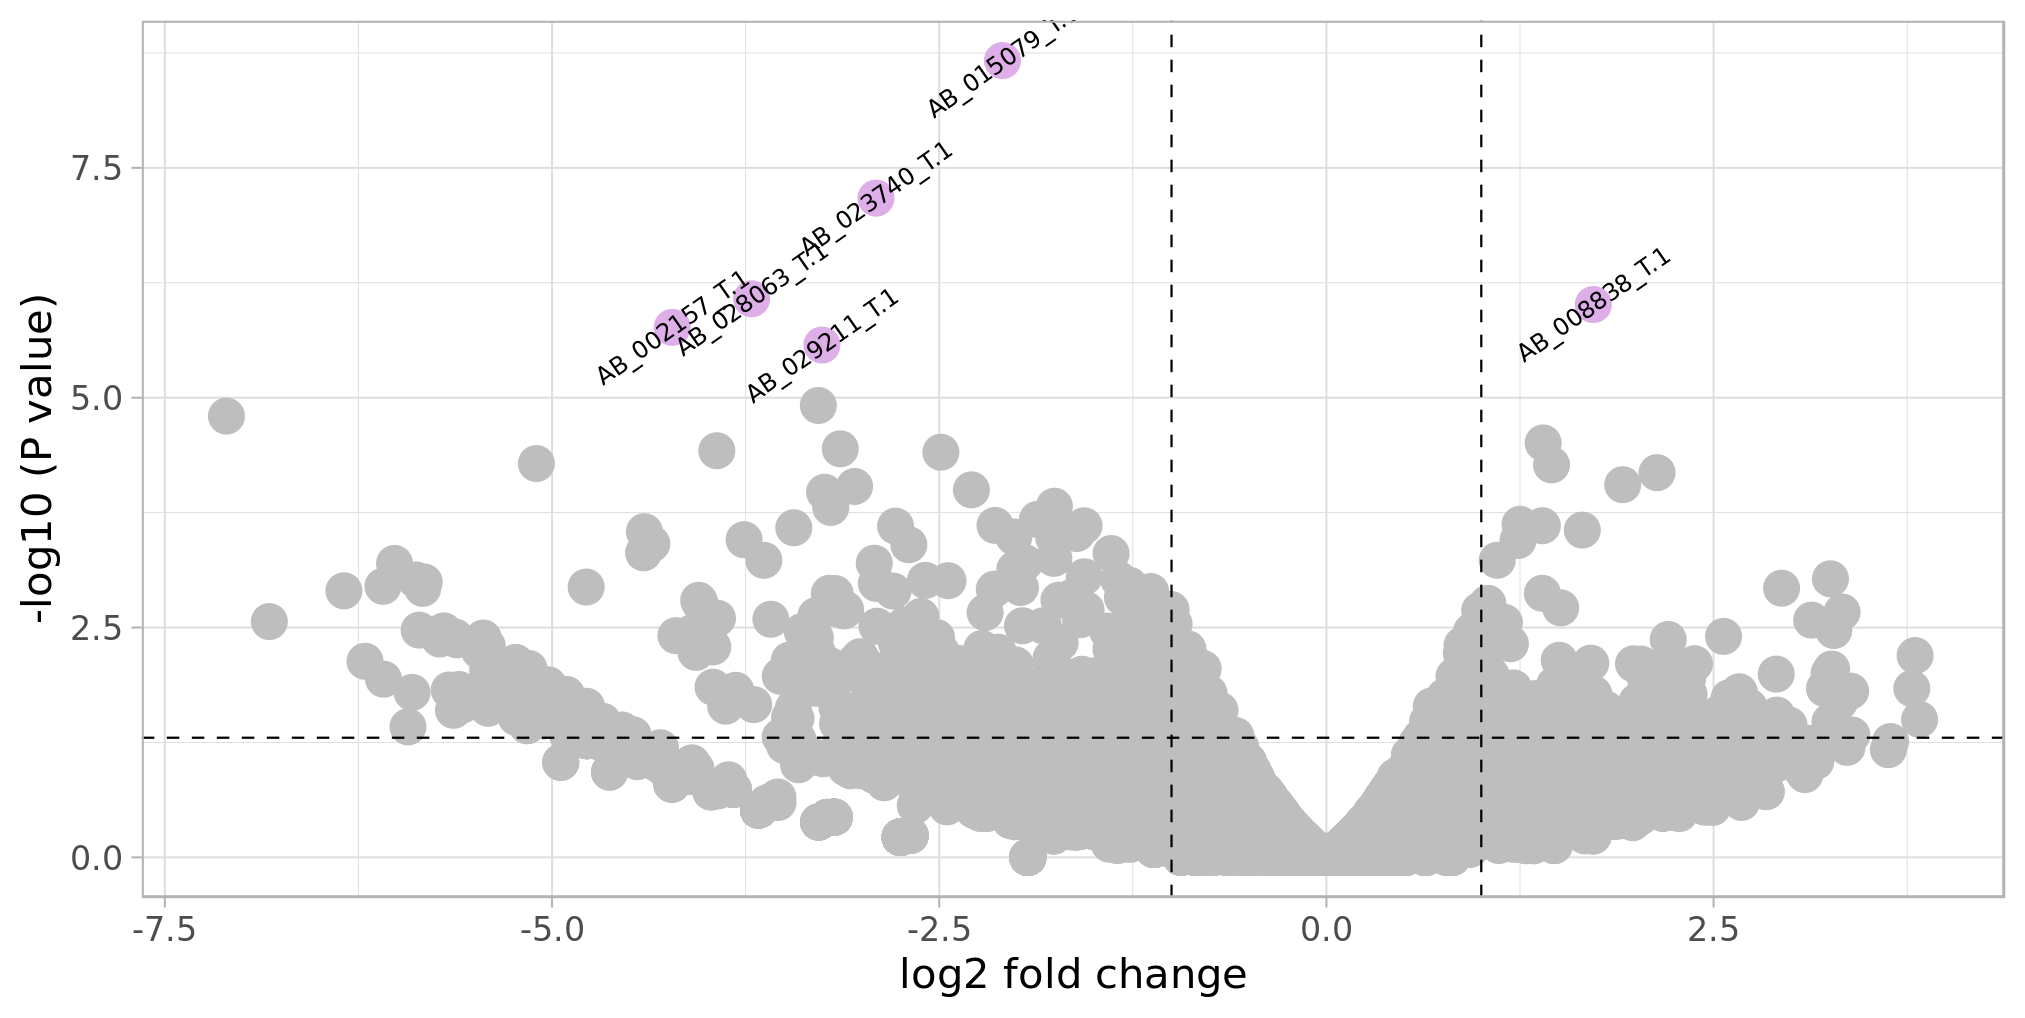 AB_015079_T.1
AB_023740_T.1
AB_002157_T.1
AB_028063_T.1
AB_029211_T.1
AB_008838_T.1
-log10 (P value)
7.5
5.0
2.5
0.0
-7.5
-5.0
-2.5
0.0
2.5
log2 fold change